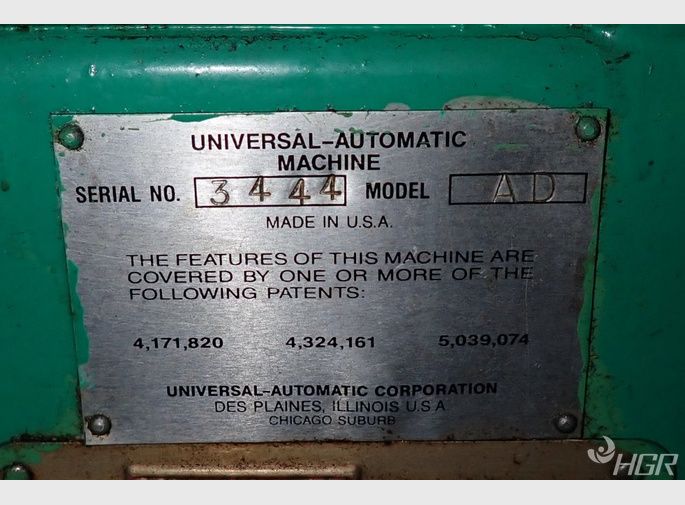 UNIVERSAL-AUTOMATIC
MACHINE
SERIAL NO. 3444 MODEL AD
MADE IN U.S.A.
THE FEATURES OF THIS MACHINE ARE
COVERED BY ONE OR MORE OF THE
FOLLOWING PATENTS:
4,171,820 4,324,161 5,039,074
UNIVERSAL-AUTOMATIC CORPORATION
DES PLAINES, ILLINOIS U.S.A.
CHICAGO SUBURB
HGR